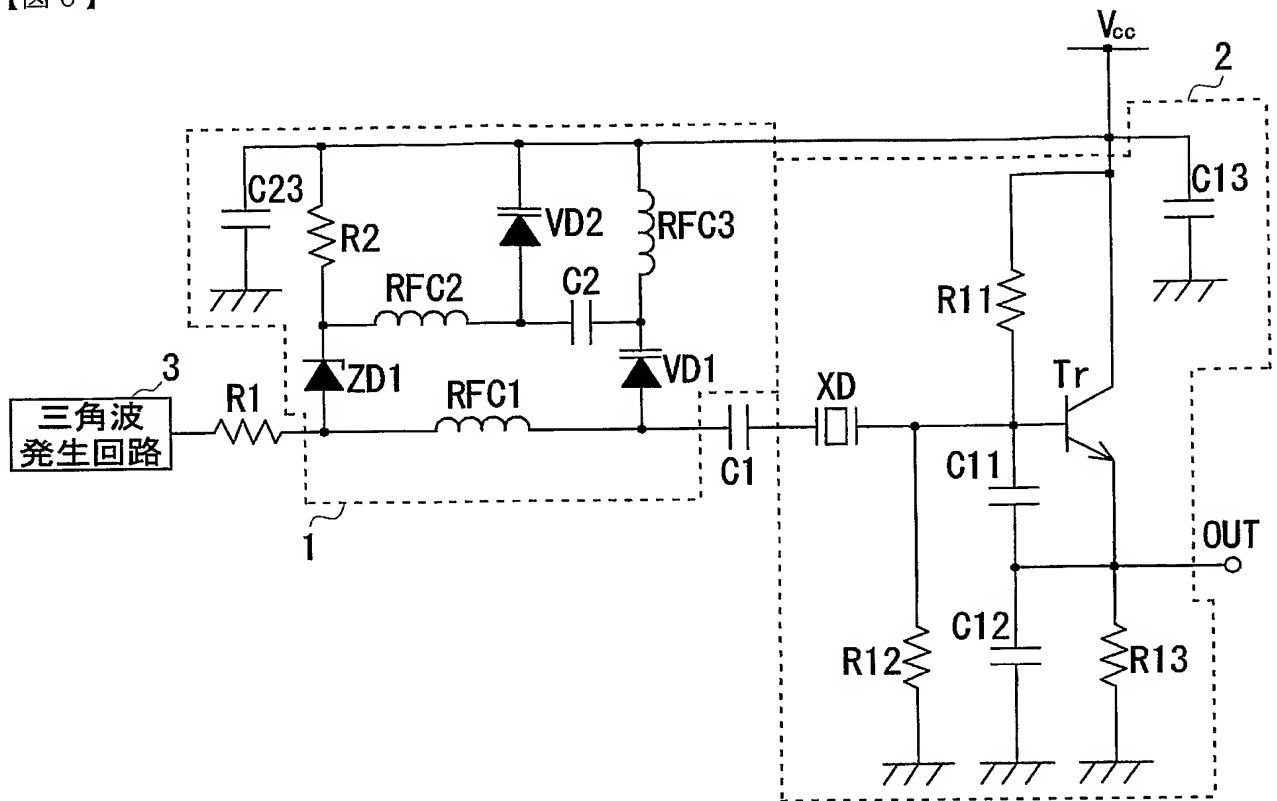 【図6】
Vcc
2
C23
R2
VD2
RFC3
C13
RFC2
C2
R11
3
ZD1
VD1
三角波
発生回路
R1
RFC1
XD
Tr
C1
C11
1
OUT
C12
R12
R13